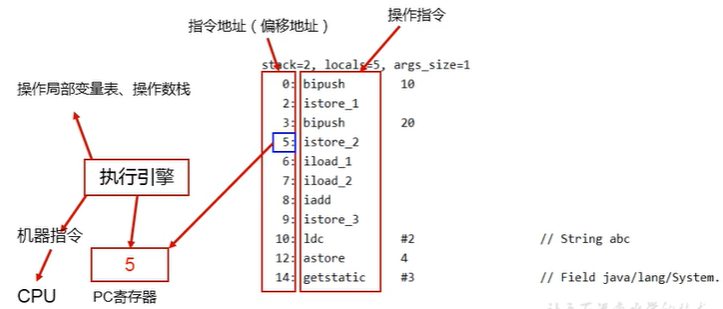 指令地址（偏移地址）
操作指令
stack=2, locals=5, args_size=1
操作局部变量表、操作数栈
0: bipush 10
2: istore_1
3: bipush 20
5: istore_2
6: iload_1
7: iload_2
8: iadd
9: istore_3
10: ldc #2 // String abc
12: astore 4
14: getstatic #3 // Field java/lang/System.
执行引擎
机器指令
5
CPU
PC寄存器